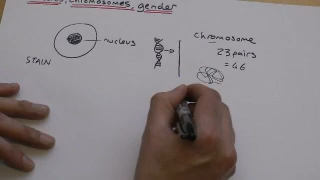 chromosomes, gender
nucleus
STAIN
chromosome
23 pairs
= 46